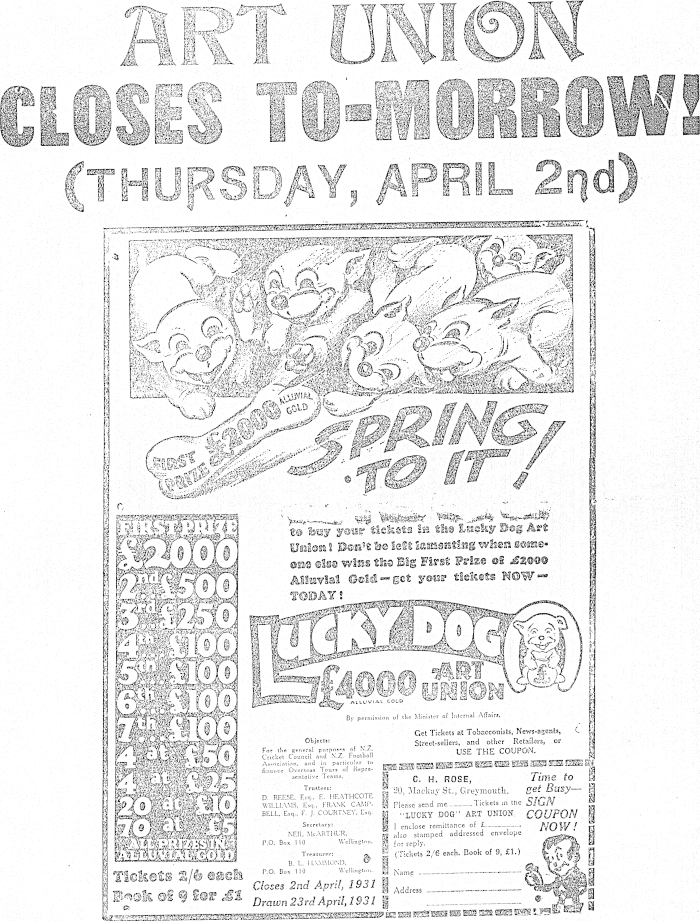 ART UNION
CLOSES TO-MORROW!
(THURSDAY, APRIL 2nd)
FIRST PRIZE £2000 ALLUVIAL GOLD
SPRING
TO IT!
FIRST PRIZE
£2000
2nd £500
3rd £250
4th £100
5th £100
6th £100
7th £100
4 at £50
4 at £25
20 at £10
70 at £5
ALL PRIZES IN
ALLUVIAL GOLD
Tickets 2/6 each
Book of 9 for £1
to buy your tickets in the Lucky Dog Art
Union! Don't be left lamenting when some-
one else wins the Big First Prize of £2000
Alluvial Gold—get your tickets NOW—
TODAY!
LUCKY DOG
£4000 ART
UNION
ALLUVIAL GOLD
By permission of the Minister of Internal Affairs.
Objects:
For the general purposes of N.Z.
Cricket Council and N.Z. Football
Association, and in particular to
finance Overseas Tours of Repre-
sentative Teams.
Trustees:
D. REESE, Esq., E. HEATHCOTE
WILLIAMS, Esq., FRANK CAMP-
BELL, Esq., F. J. COURTNEY, Esq.
Secretary:
NEIL McARTHUR,
P.O. Box 110 Wellington.
Treasurer:
B. L. HAMMOND,
P.O. Box 110 Wellington.
Closes 2nd April, 1931
Drawn 23rd April, 1931
Get Tickets at Tobacconists, News-agents,
Street-sellers, and other Retailers, or
USE THE COUPON.
C. H. ROSE,
20, Mackay St., Greymouth.
Please send me ........ Tickets in the
"LUCKY DOG" ART UNION
I enclose remittance of £........
also stamped addressed envelope
for reply.
(Tickets 2/6 each. Book of 9, £1.)
Name
Address
Time to
get Busy—
SIGN
COUPON
NOW!